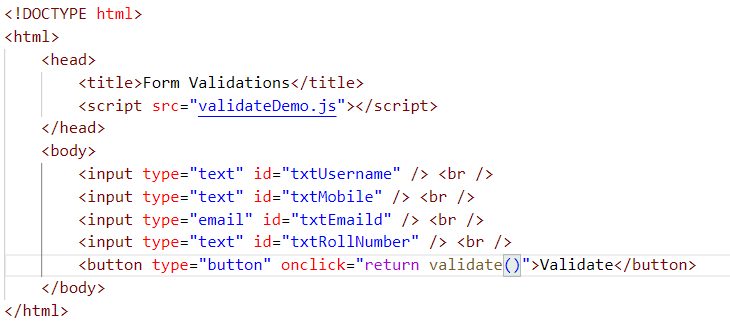 <!DOCTYPE html>
<html>
<head>
<title>Form Validations</title>
<script src="validateDemo.js"></script>
</head>
<body>
<input type="text" id="txtUsername" /> <br />
<input type="text" id="txtMobile" /> <br />
<input type="email" id="txtEmaild" /> <br />
<input type="text" id="txtRollNumber" /> <br />
<button type="button" onclick="return validate()">Validate</button>
</body>
</html>